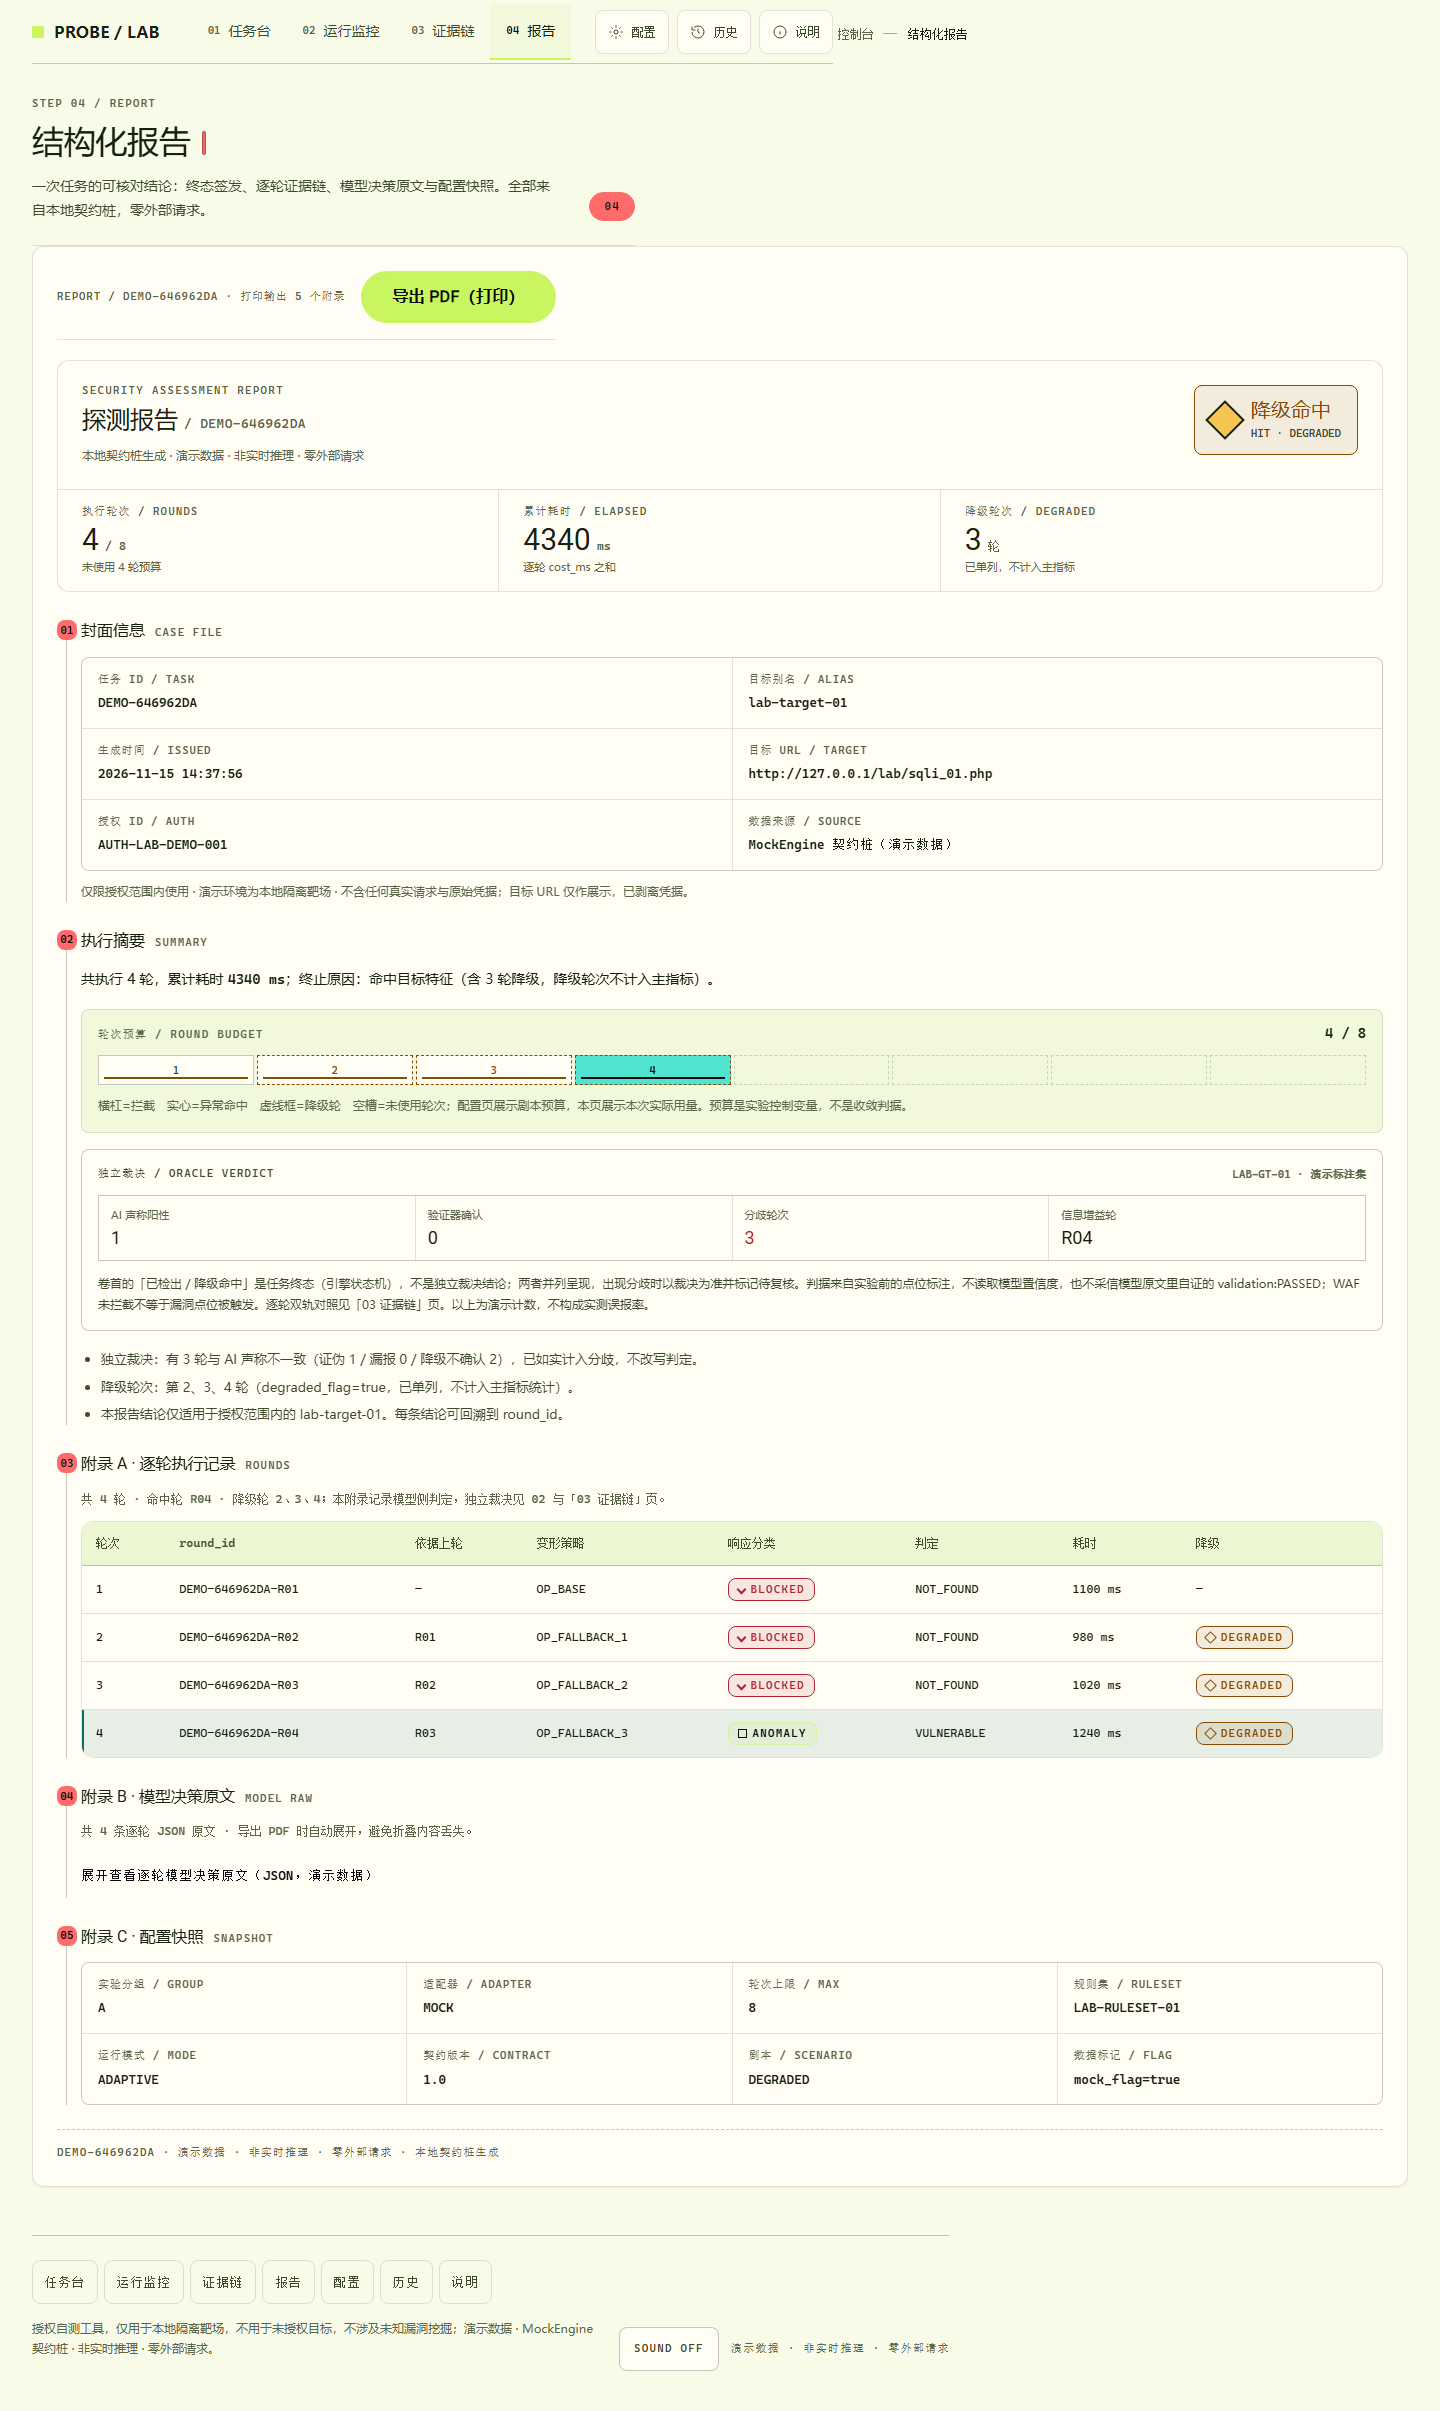 PROBE / LAB
01 任务台
02 运行监控
03 证据链
04 报告
配置
历史
说明
控制台 — 结构化报告
STEP 04 / REPORT
结构化报告
一次任务的可核对结论：终态签发、逐轮证据链、模型决策原文与配置快照。全部来
自本地契约桩，零外部请求。
04
REPORT / DEMO-646962DA · 打印输出 5 个附录
导出 PDF（打印）
SECURITY ASSESSMENT REPORT
探测报告 / DEMO-646962DA
本地契约桩生成 · 演示数据 · 非实时推理 · 零外部请求
降级命中
HIT · DEGRADED
执行轮次 / ROUNDS
4 / 8
未使用 4 轮预算
累计耗时 / ELAPSED
4340 ms
逐轮 cost_ms 之和
降级轮次 / DEGRADED
3 轮
已单列，不计入主指标
01 封面信息 CASE FILE
任务 ID / TASK
DEMO-646962DA
目标别名 / ALIAS
lab-target-01
生成时间 / ISSUED
2026-11-15 14:37:56
目标 URL / TARGET
http://127.0.0.1/lab/sqli_01.php
授权 ID / AUTH
AUTH-LAB-DEMO-001
数据来源 / SOURCE
MockEngine 契约桩（演示数据）
仅限授权范围内使用 · 演示环境为本地隔离靶场 · 不含任何真实请求与原始凭据；目标 URL 仅作展示，已剥离凭据。
02 执行摘要 SUMMARY
共执行 4 轮，累计耗时 4340 ms；终止原因：命中目标特征（含 3 轮降级，降级轮次不计入主指标）。
轮次预算 / ROUND BUDGET
4 / 8
1 2 3 4
横杠=拦截 实心=异常命中 虚线框=降级轮 空槽=未使用轮次；配置页展示剧本预算，本页展示本次实际用量。预算是实验控制变量，不是收敛判据。
独立裁决 / ORACLE VERDICT
LAB-GT-01 · 演示标注集
AI 声称阳性
1
验证器确认
0
分歧轮次
3
信息增益轮
R04
卷首的「已检出 / 降级命中」是任务终态（引擎状态机），不是独立裁决结论；两者并列呈现，出现分歧时以裁决为准并标记待复核。判据来自实验前的点位标注，不读取模型置信度，也不采信模型原文里自证的 validation:PASSED；WAF
未拦截不等于漏洞点位被触发。逐轮双轨对照见「03 证据链」页。以上为演示计数，不构成实测误报率。
• 独立裁决：有 3 轮与 AI 声称不一致（证伪 1 / 漏报 0 / 降级不确认 2），已如实计入分歧，不改写判定。
• 降级轮次：第 2、3、4 轮（degraded_flag=true，已单列，不计入主指标统计）。
• 本报告结论仅适用于授权范围内的 lab-target-01。每条结论可回溯到 round_id。
03 附录 A · 逐轮执行记录 ROUNDS
共 4 轮 · 命中轮 R04 · 降级轮 2、3、4；本附录记录模型侧判定，独立裁决见 02 与「03 证据链」页。
轮次 round_id 依据上轮 变形策略 响应分类 判定 耗时 降级
1 DEMO-646962DA-R01 — OP_BASE BLOCKED NOT_FOUND 1100 ms —
2 DEMO-646962DA-R02 R01 OP_FALLBACK_1 BLOCKED NOT_FOUND 980 ms DEGRADED
3 DEMO-646962DA-R03 R02 OP_FALLBACK_2 BLOCKED NOT_FOUND 1020 ms DEGRADED
4 DEMO-646962DA-R04 R03 OP_FALLBACK_3 ANOMALY VULNERABLE 1240 ms DEGRADED
04 附录 B · 模型决策原文 MODEL RAW
共 4 条逐轮 JSON 原文 · 导出 PDF 时自动展开，避免折叠内容丢失。
展开查看逐轮模型决策原文（JSON，演示数据）
05 附录 C · 配置快照 SNAPSHOT
实验分组 / GROUP
A
适配器 / ADAPTER
MOCK
轮次上限 / MAX
8
规则集 / RULESET
LAB-RULESET-01
运行模式 / MODE
ADAPTIVE
契约版本 / CONTRACT
1.0
剧本 / SCENARIO
DEGRADED
数据标记 / FLAG
mock_flag=true
DEMO-646962DA · 演示数据 · 非实时推理 · 零外部请求 · 本地契约桩生成
任务台
运行监控
证据链
报告
配置
历史
说明
授权自测工具，仅用于本地隔离靶场，不用于未授权目标，不涉及未知漏洞挖掘；演示数据 · MockEngine
契约桩 · 非实时推理 · 零外部请求。
SOUND OFF
演示数据 · 非实时推理 · 零外部请求